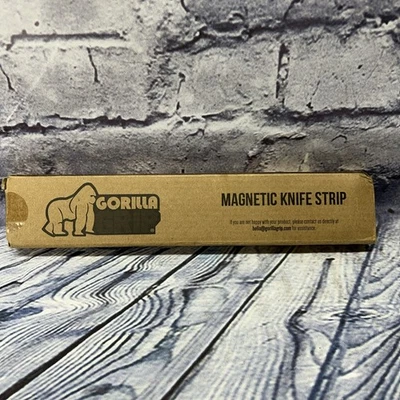 GORILLA
®
MAGNETIC KNIFE STRIP
If you are not happy with your product, please contact us directly at
hello@gorillagrip.com for assistance.